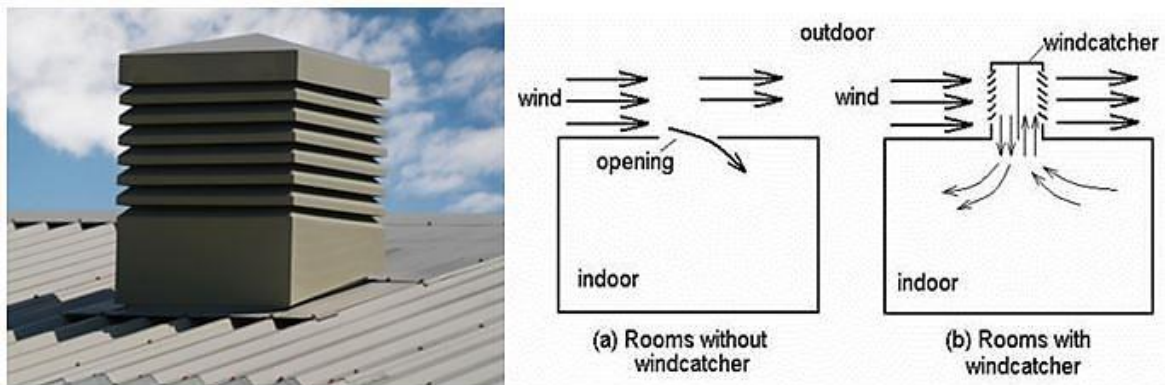 outdoor
windcatcher
wind
wind
opening
indoor
indoor
(a) Rooms without
windcatcher
(b) Rooms with
windcatcher